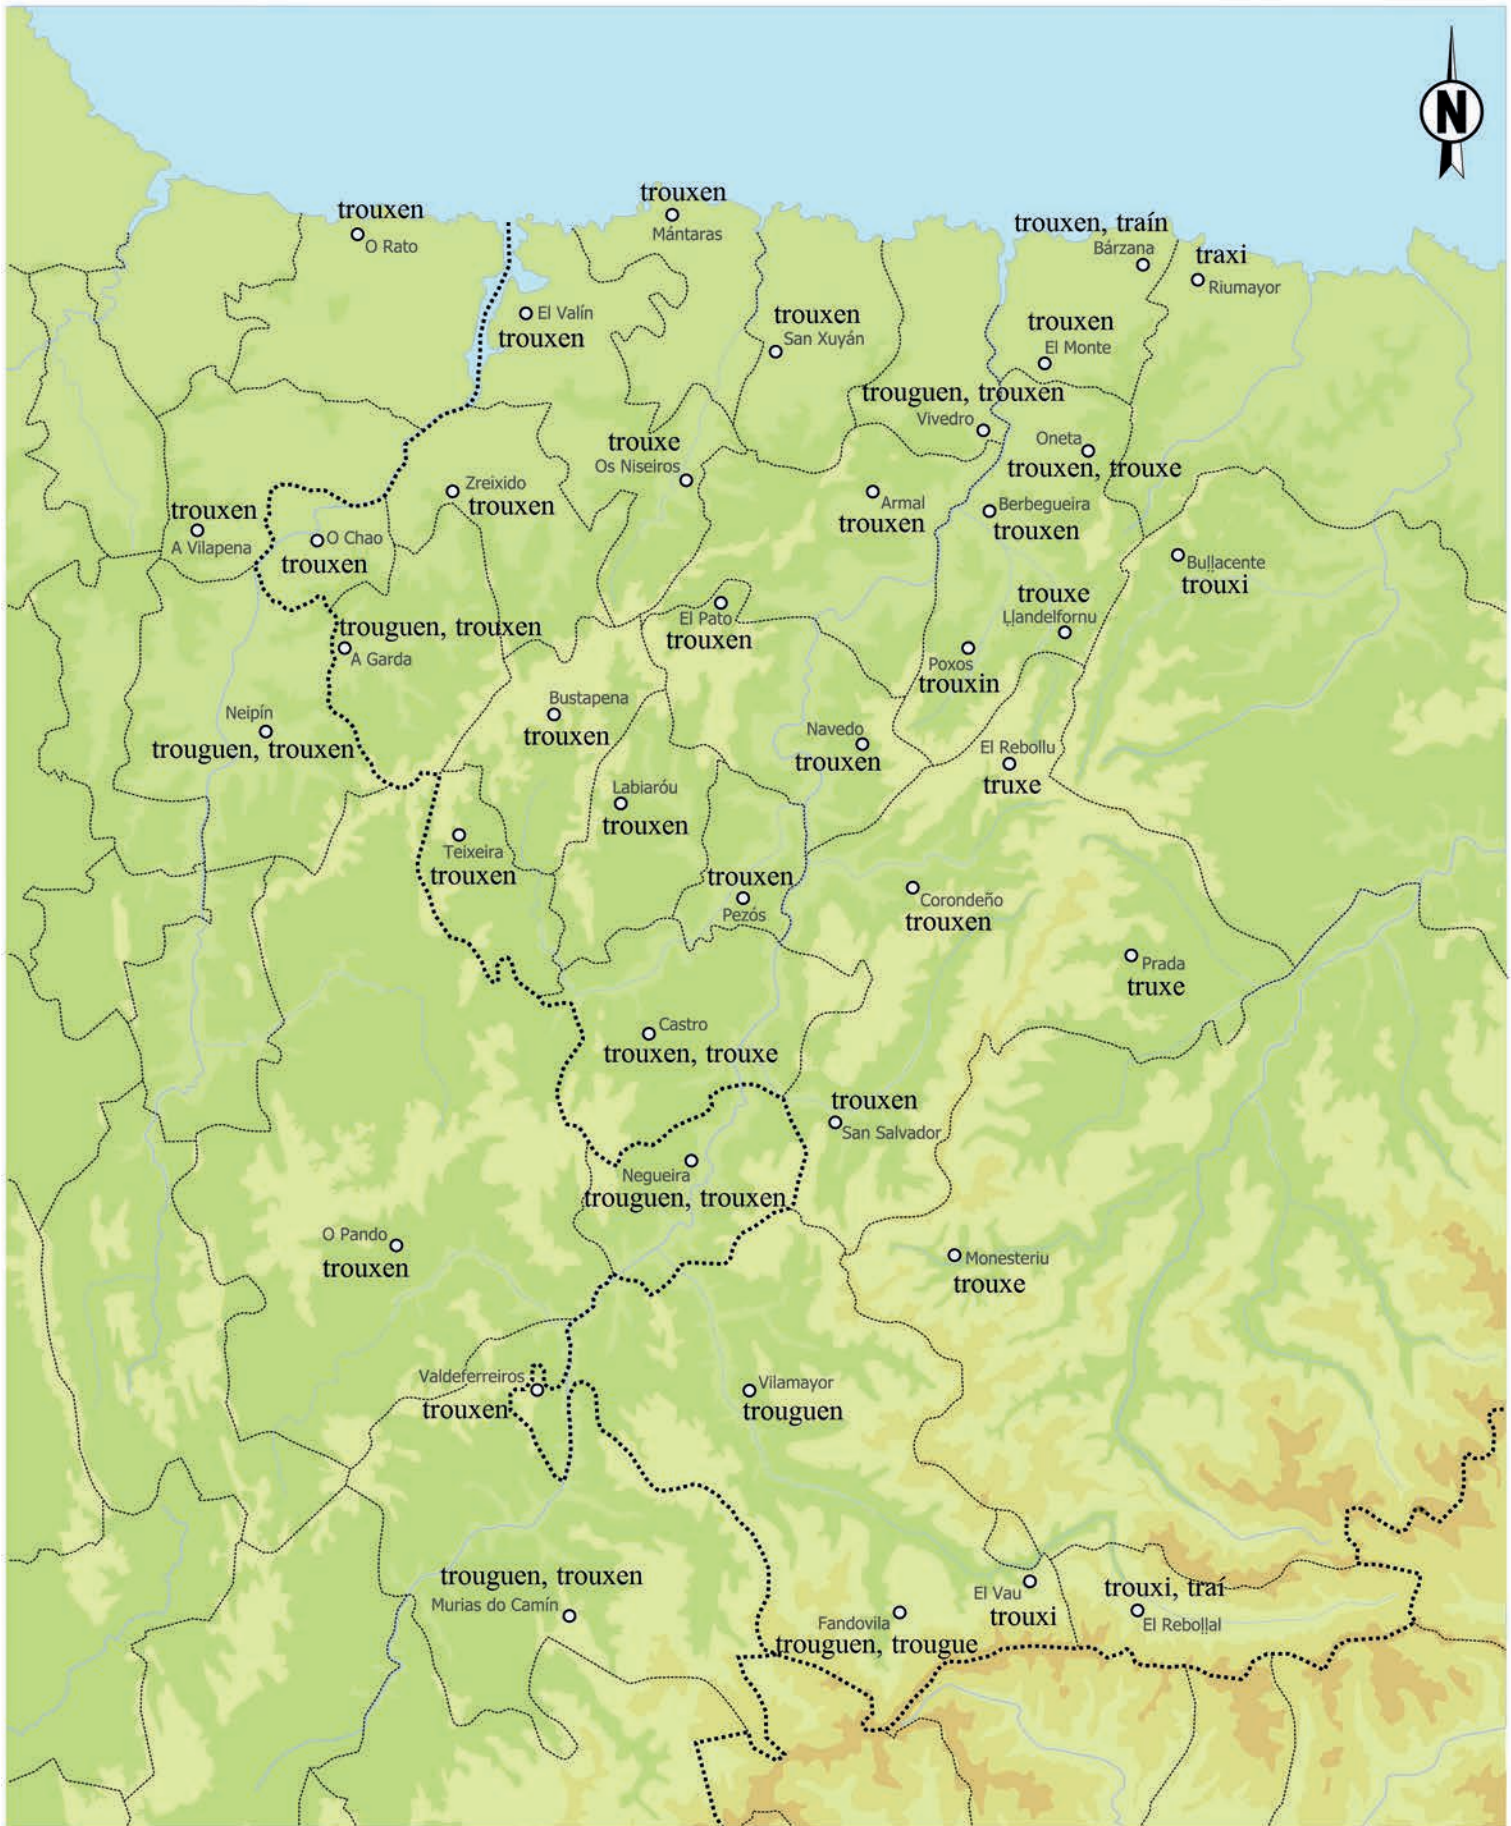 N
trouxen
Mántaras
trouxen
O Rato
trouxen, traín
Bárzana
traxi
Riumayor
El Valín
trouxen
trouxen
San Xuyán
trouxen
El Monte
trouguen, trouxen
Vivedro
Oneta
trouxen, trouxe
trouxe
Os Niseiros
Zreixido
trouxen
Armal
trouxen
Berbegueira
trouxen
trouxen
A Vilapena
O Chao
trouxen
Buḷḷacente
trouxi
trouxe
Ḷḷandelfornu
El Pato
trouxen
trouguen, trouxen
A Garda
Poxos
trouxin
Bustapena
trouxen
Neipín
trouguen, trouxen
Navedo
trouxen
El Rebollu
truxe
Labiaróu
trouxen
Teixeira
trouxen
trouxen
Pezós
Corondeño
trouxen
Prada
truxe
Castro
trouxen, trouxe
trouxen
San Salvador
Negueira
trouguen, trouxen
O Pando
trouxen
Monesteriu
trouxe
Valdeferreiros
trouxen
Vilamayor
trouguen
trouguen, trouxen
Murias do Camín
El Vau
trouxi
trouxi, traí
El Reboḷḷal
Fandovila
trouguen, trougue